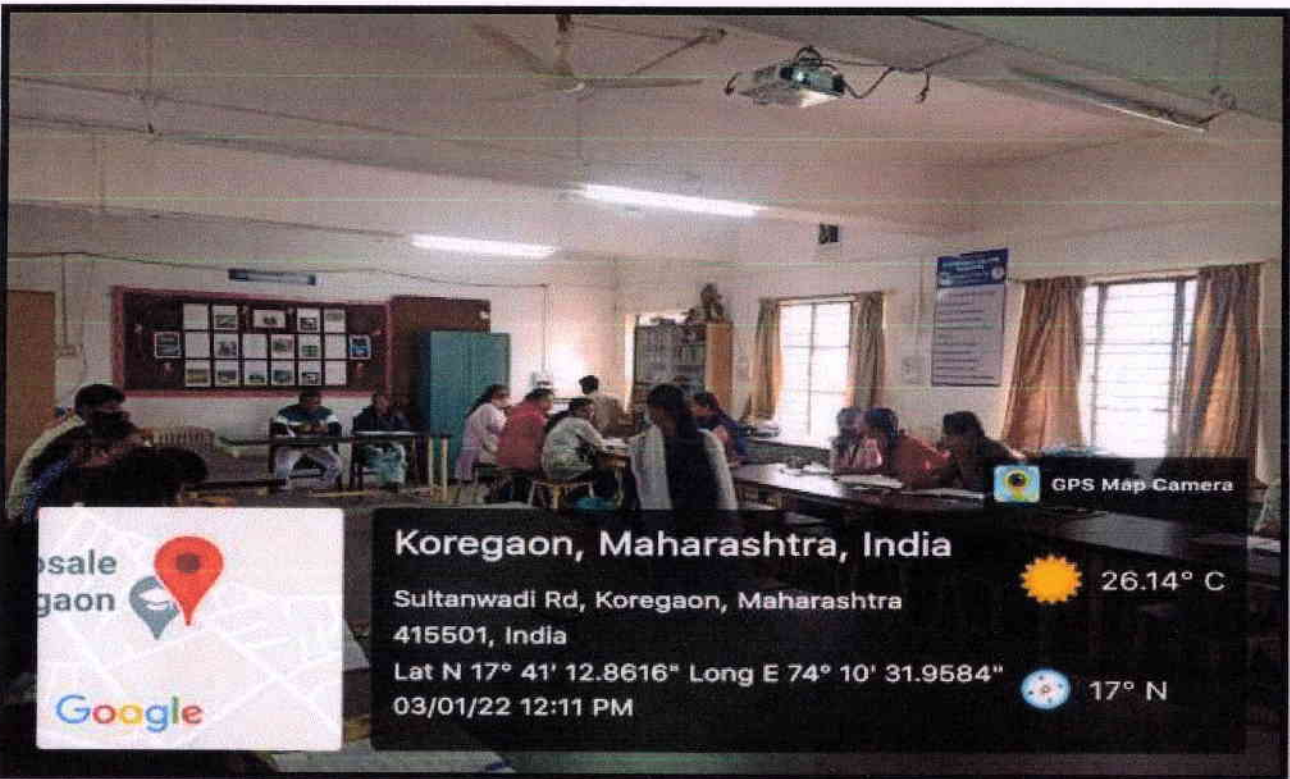 GPS Map Camera
Koregaon, Maharashtra, India
Sultanwadi Rd, Koregaon, Maharashtra
415501, India
Lat N 17° 41' 12.8616" Long E 74° 10' 31.9584"
03/01/22 12:11 PM
26.14° C
17° N
osale
gaon
Google